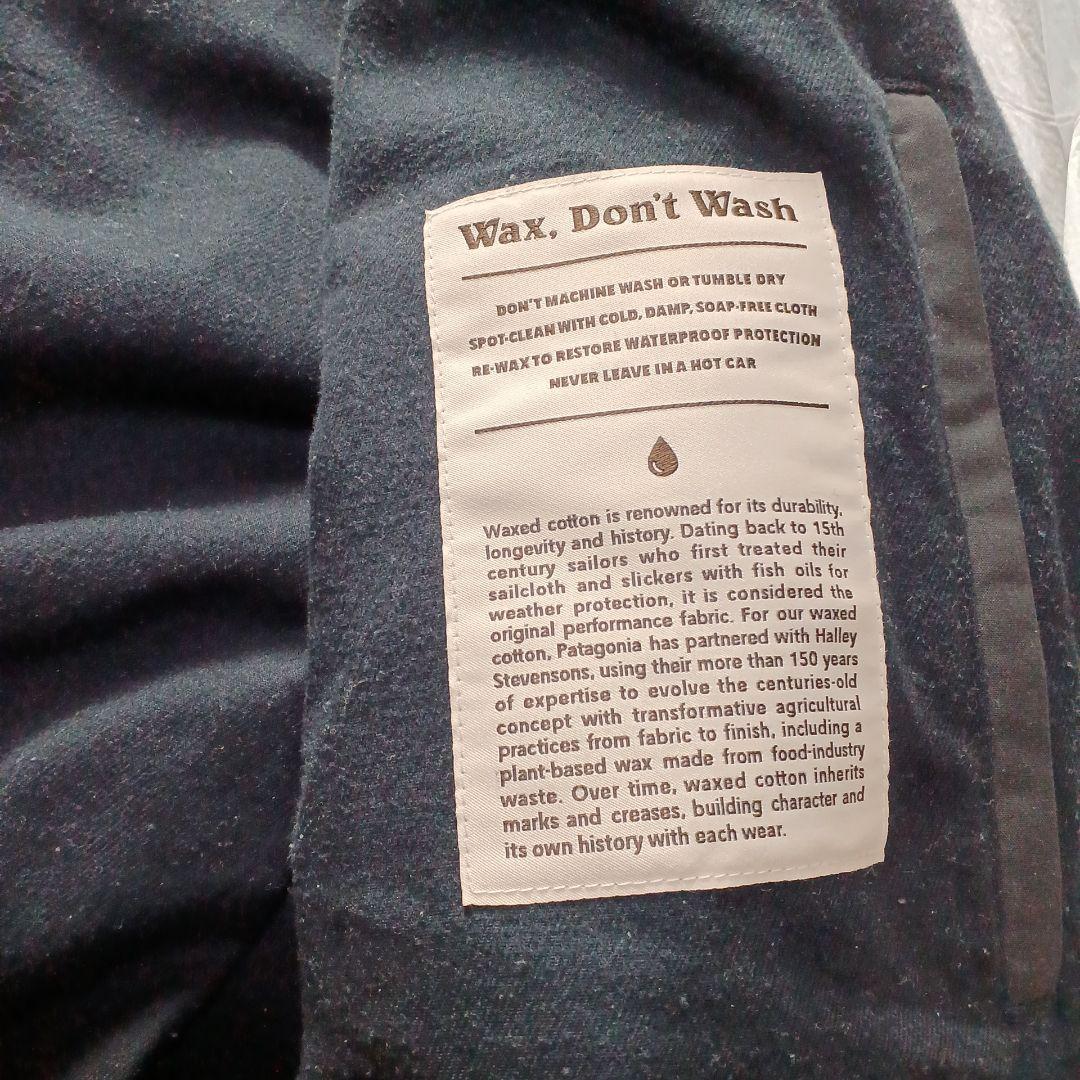 Wax, Don't Wash
DON'T MACHINE WASH OR TUMBLE DRY
SPOT-CLEAN WITH COLD, DAMP, SOAP-FREE CLOTH
RE-WAX TO RESTORE WATERPROOF PROTECTION
NEVER LEAVE IN A HOT CAR
Waxed cotton is renowned for its durability,
longevity and history. Dating back to 15th
century sailors who first treated their
sailcloth and slickers with fish oils for
weather protection, it is considered the
original performance fabric. For our waxed
cotton, Patagonia has partnered with Halley
Stevensons, using their more than 150 years
of expertise to evolve the centuries-old
concept with transformative agricultural
practices from fabric to finish, including a
plant-based wax made from food-industry
waste. Over time, waxed cotton inherits
marks and creases, building character and
its own history with each wear.